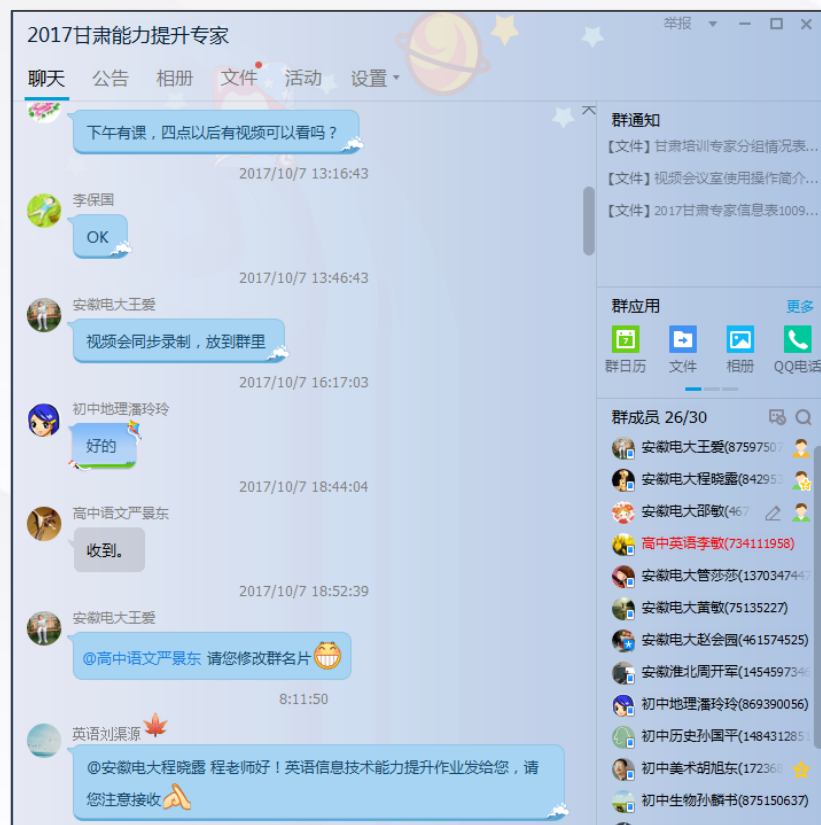 2017甘肃能力提升专家
举报
聊天 公告 相册 文件 活动 设置
下午有课，四点以后有视频可以看吗？
2017/10/7 13:16:43
李保国
OK
2017/10/7 13:46:43
安徽电大王爱
视频会同步录制，放到群里
2017/10/7 16:17:03
初中地理潘玲玲
好的
2017/10/7 18:44:04
高中语文严景东
收到。
2017/10/7 18:52:39
安徽电大王爱
@高中语文严景东 请您修改群名片
8:11:50
英语刘渠源
@安徽电大程晓露 程老师好！英语信息技术能力提升作业发给您，请
您注意接收
群通知
【文件】甘肃培训专家分组情况表...
【文件】视频会议室使用操作简介...
【文件】2017甘肃专家信息表1009...
群应用 更多
7
群日历 文件 相册 QQ电话
群成员 26/30
安徽电大王爱(87597507
安徽电大程晓露(842953
安徽电大邵敏(467
高中英语李敏(734111958)
安徽电大管莎莎(1370347447
安徽电大黄敏(75135227)
安徽电大赵会园(461574525)
安徽淮北周开军(1454597346
初中地理潘玲玲(869390056)
初中历史孙国平(1484312851
初中美术胡旭东(172368
初中生物孙麟书(875150637)